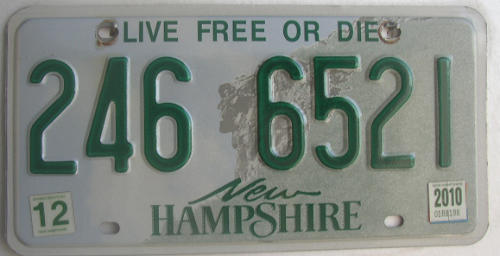 LIVE FREE OR DIE
246 6521
New
HAMPSHIRE
12
2010